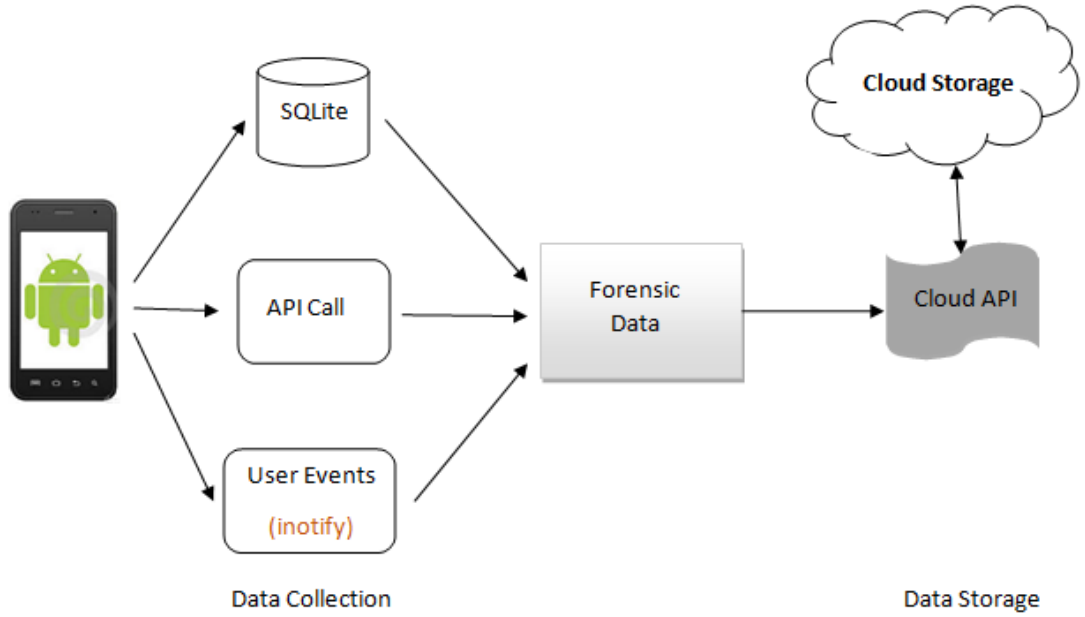 Cloud Storage
SQLite
API Call
Forensic
Data
Cloud API
User Events
(inotify)
Data Collection
Data Storage